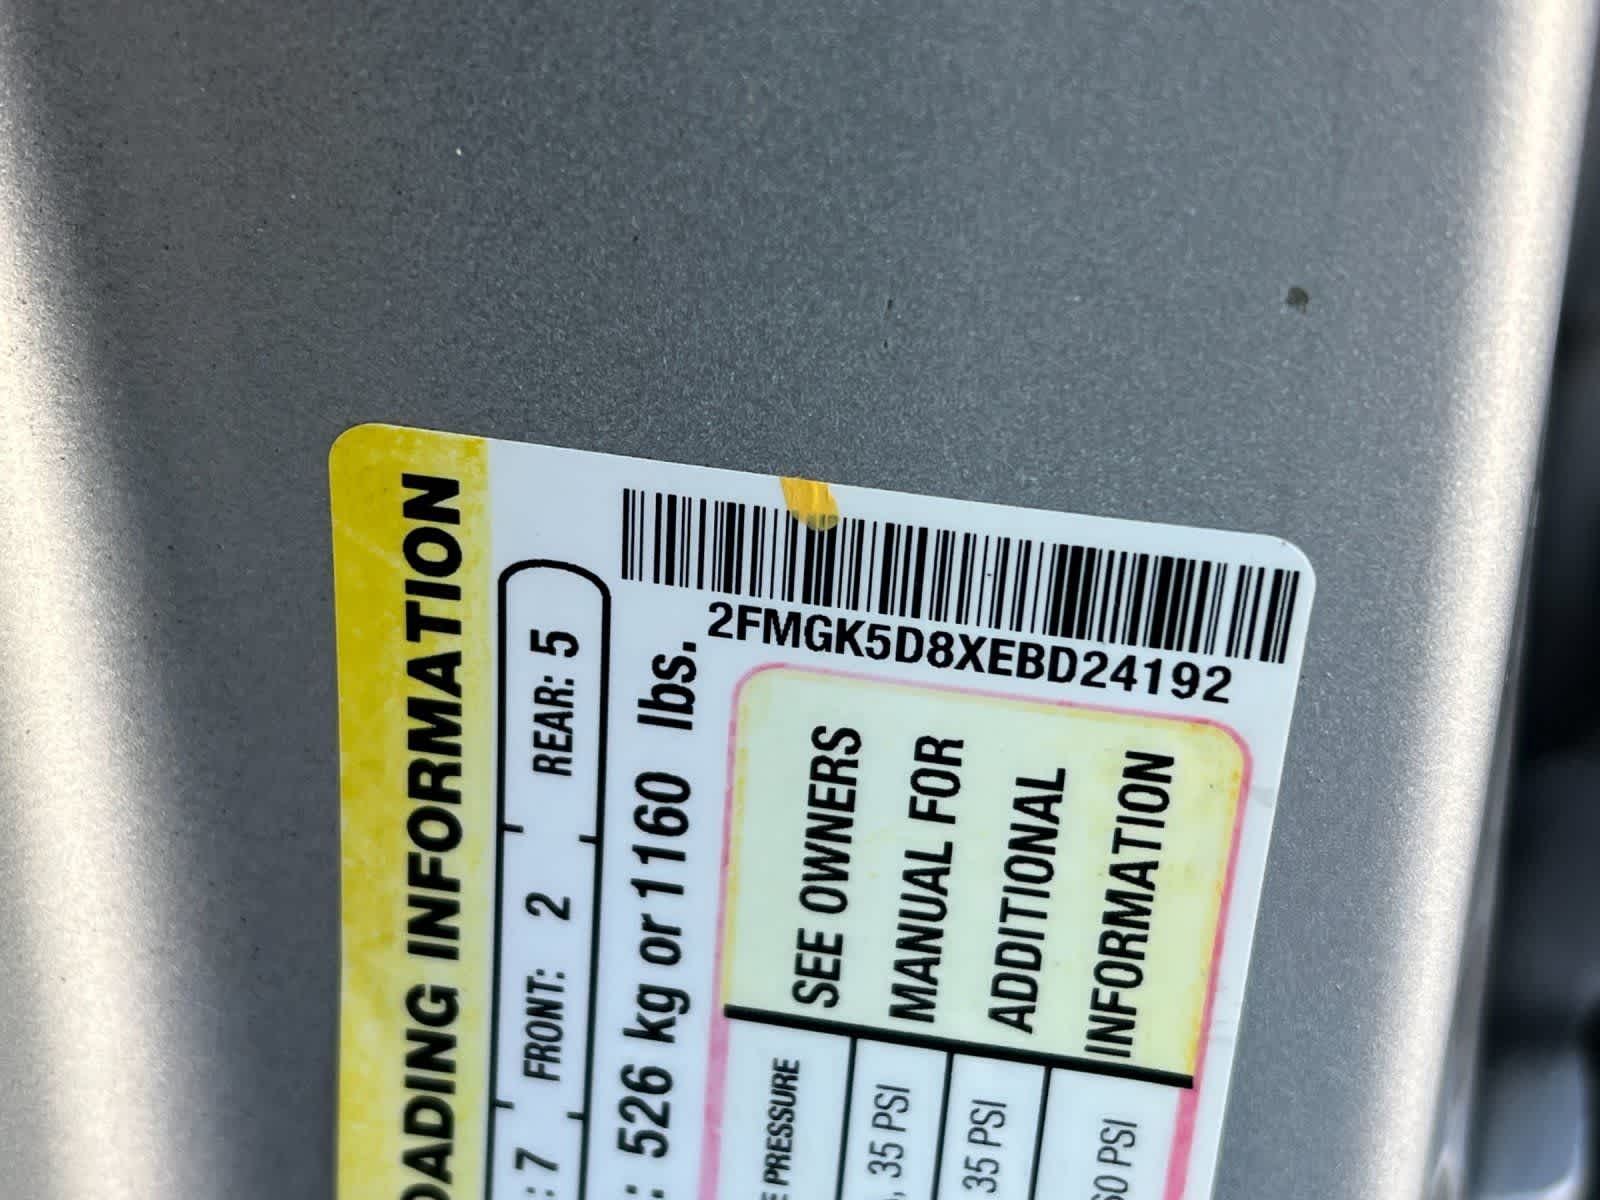 2FMGK5D8XEBD24192
OADING INFORMATION
: 7 FRONT: 2 REAR: 5
: 526 kg or 1160 lbs.
PRESSURE SEE OWNERS
35 PSI MANUAL FOR
35 PSI ADDITIONAL
60 PSI INFORMATION